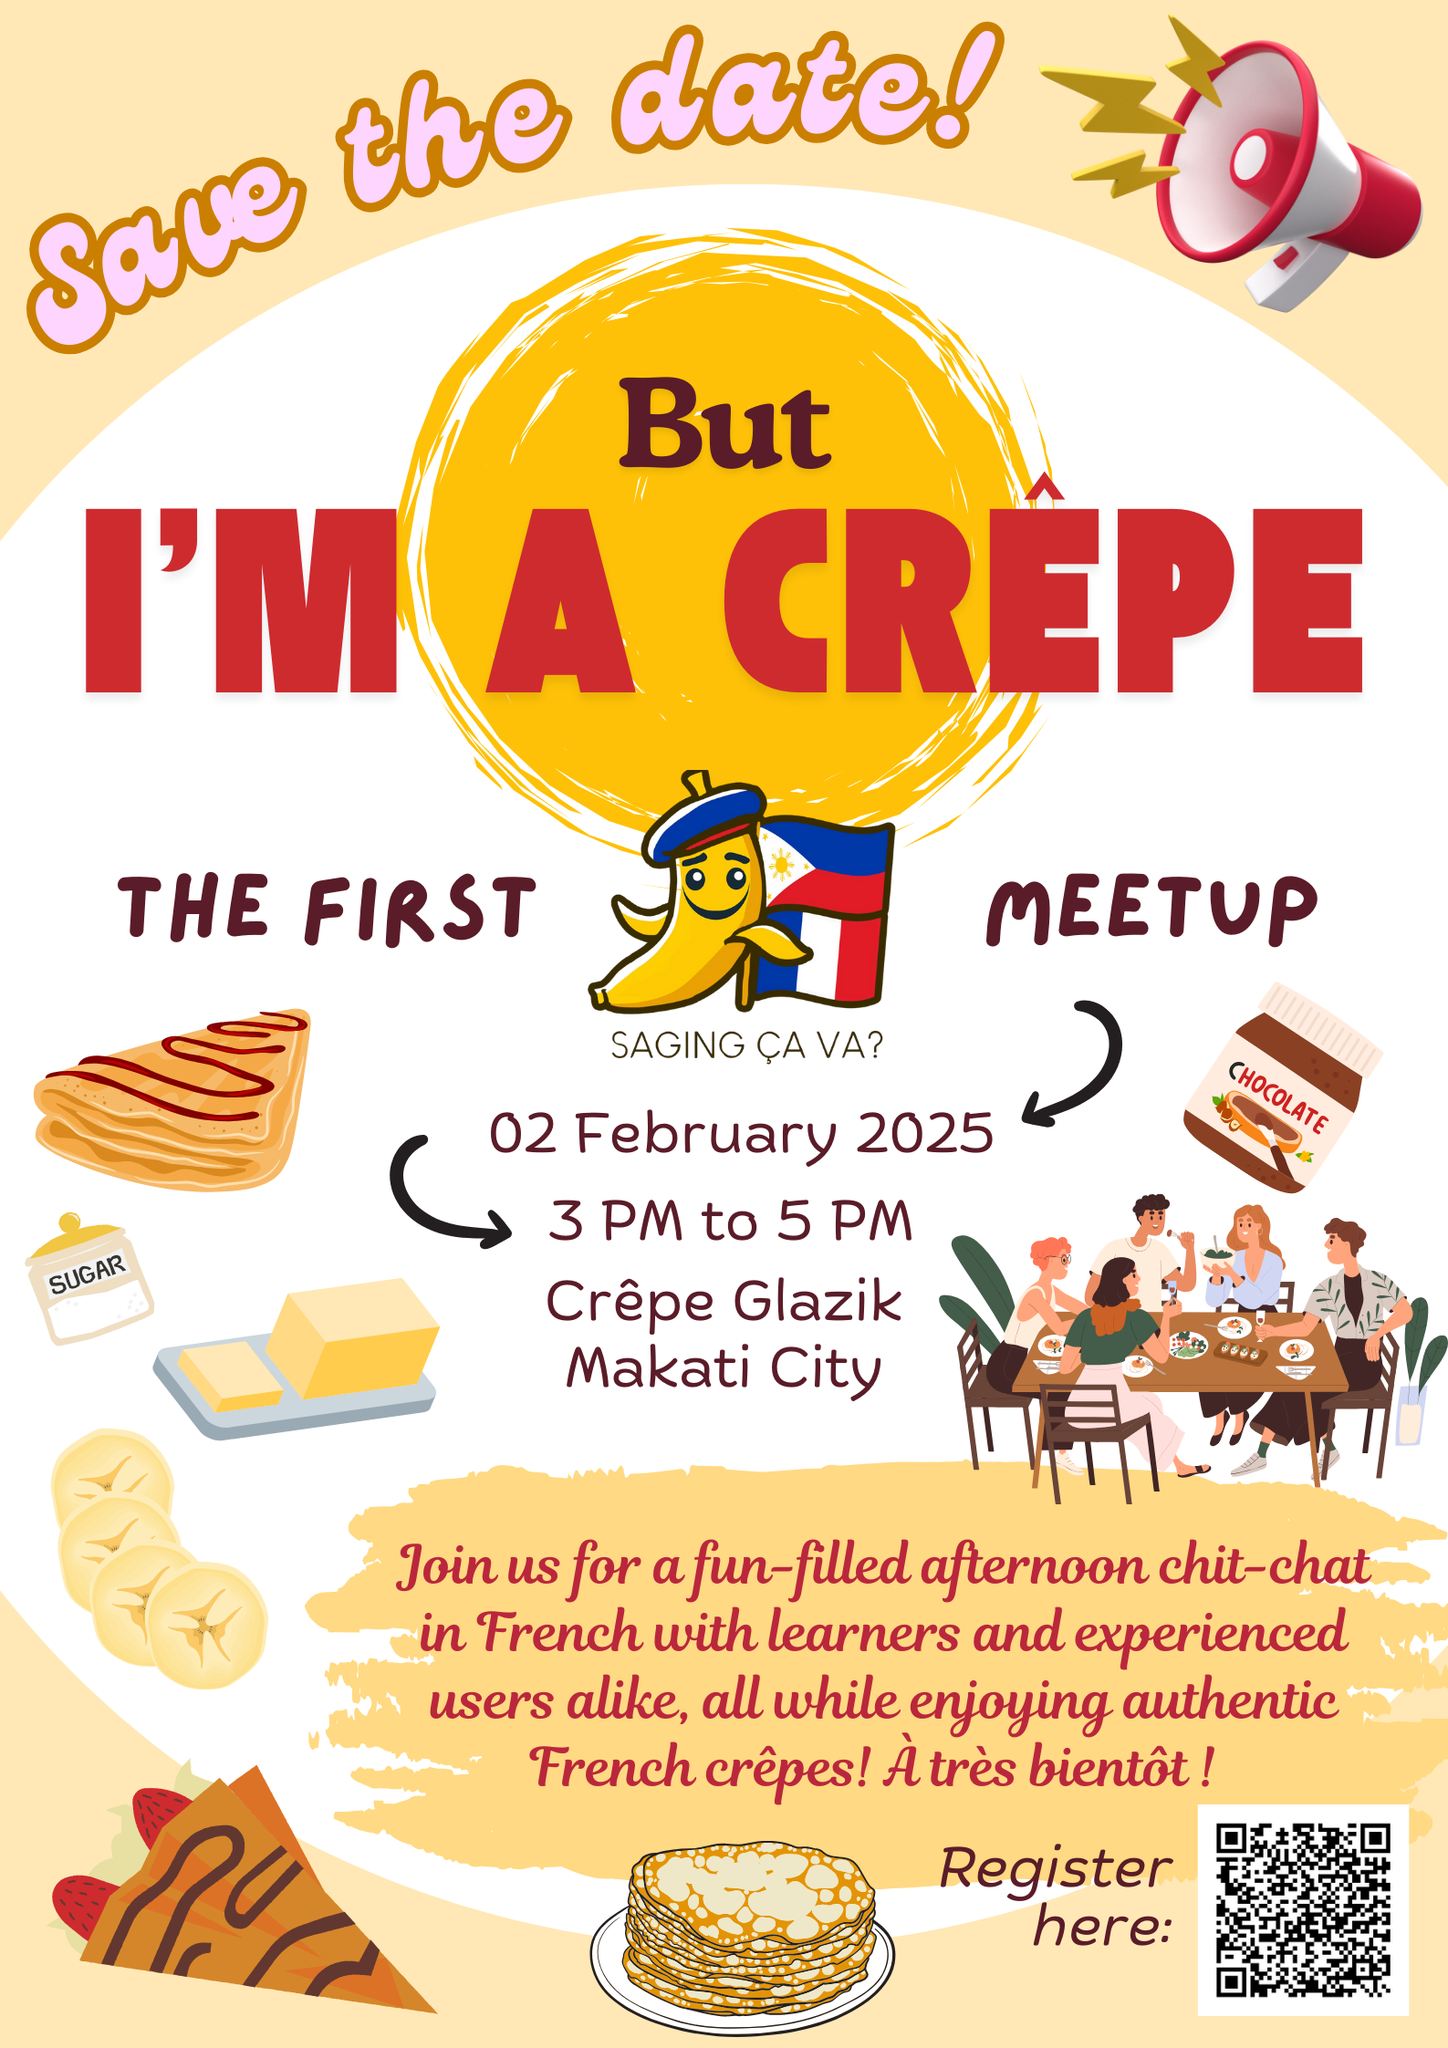 Save the date!
But
I'M A CRÊPE
THE FIRST
MEETUP
SAGING ÇA VA?
CHOCOLATE
02 February 2025
3 PM to 5 PM
Crêpe Glazik
Makati City
SUGAR
Join us for a fun-filled afternoon chit-chat
in French with learners and experienced
users alike, all while enjoying authentic
French crêpes! À très bientôt !
Register
here: